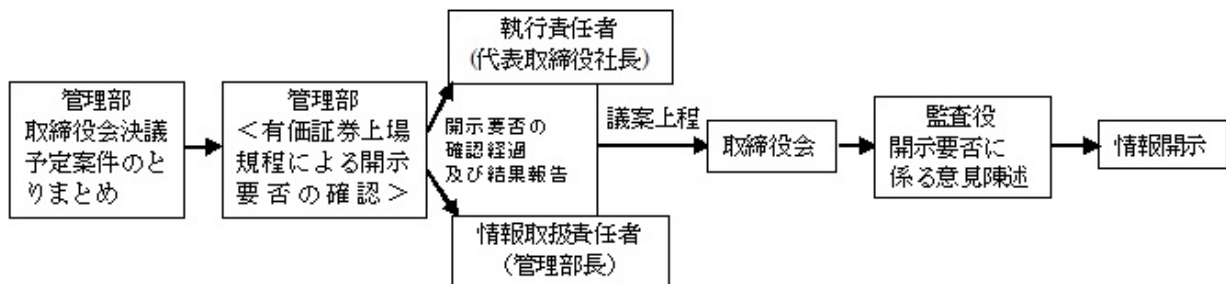 管理部
取締役会決議
予定案件のと
りまとめ
管理部
<有価証券上場
規程による開示
要否の確認>
執行責任者
(代表取締役社長)
開示要否の
確認経過
及び結果報告
情報取扱責任者
(管理部長)
議案上程
取締役会
監査役
開示要否に
係る意見陳述
情報開示